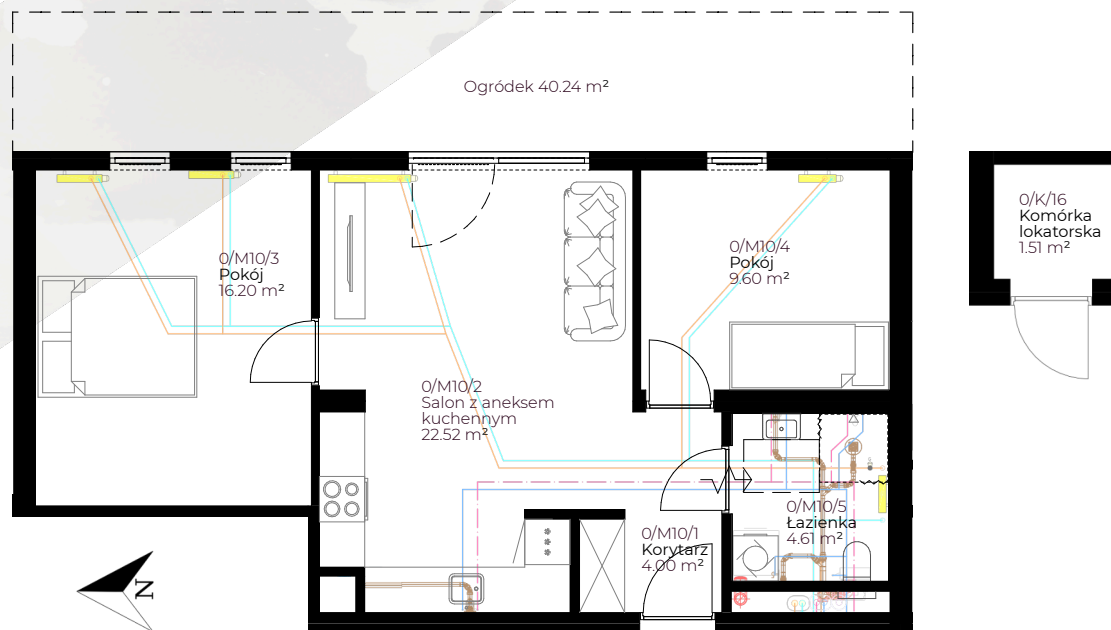 Ogródek 40.24 m²
0/K/16
Komórka
lokatorska
1.51 m²
0/M10/3
Pokój
16.20 m²
0/M10/4
Pokój
9.60 m²
0/M10/2
Salon z aneksem
kuchennym
22.52 m²
0/M10/5
Łazienka
4.61 m²
0/M10/1
Korytarz
4.00 m²
N